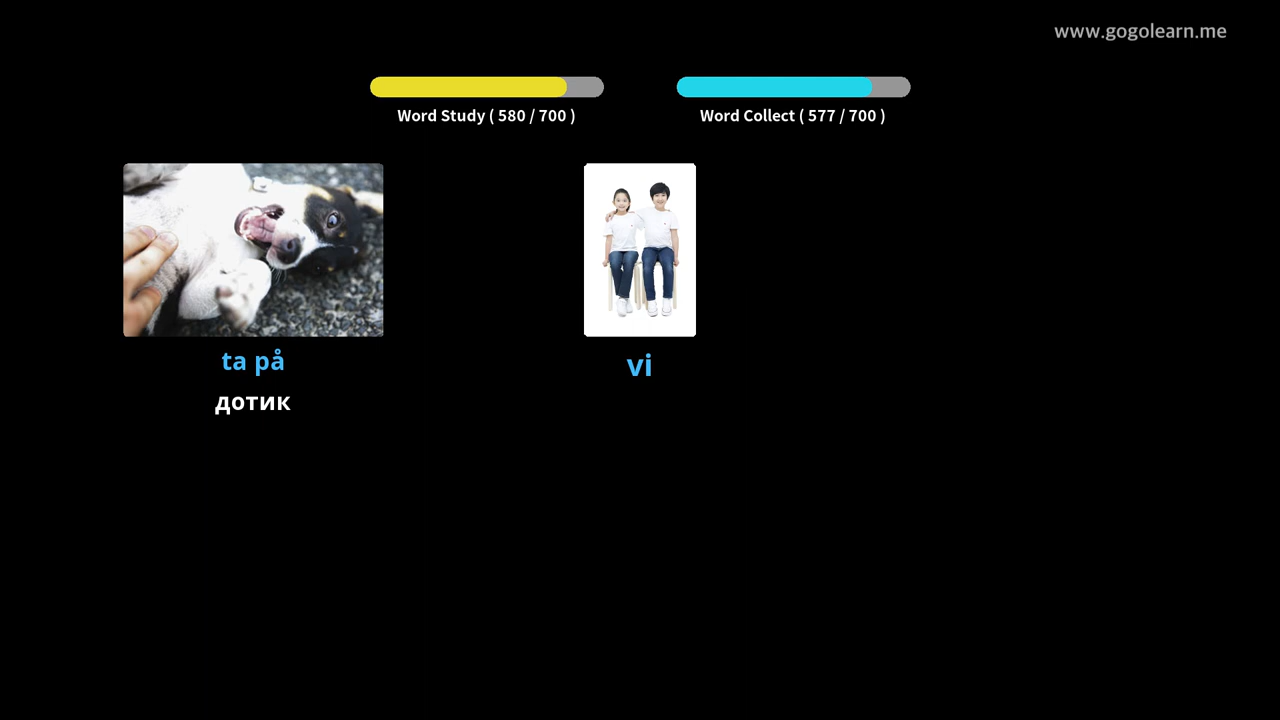 www.gogolearn.me
Word Study ( 580 / 700 )
Word Collect ( 577 / 700 )
ta på
дотик
vi